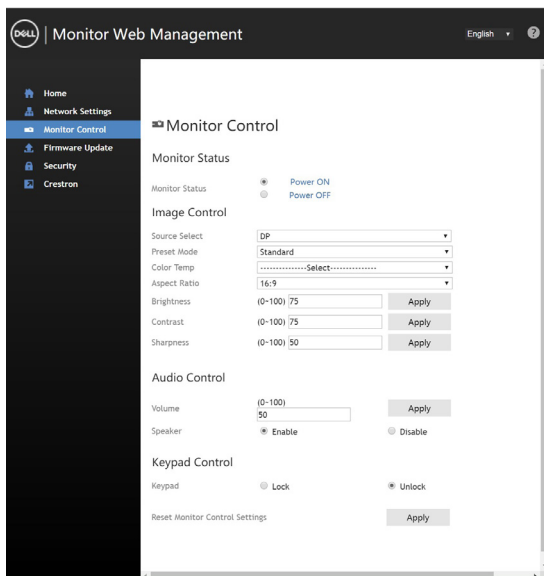 DELL | Monitor Web Management
English
?
Home
Network Settings
Monitor Control
Firmware Update
Security
Crestron
Monitor Control
Monitor Status
Monitor Status
Power ON
Power OFF
Image Control
Source Select DP
Preset Mode Standard
Color Temp ---------------Select---------------
Aspect Ratio 16:9
Brightness (0~100) 75 Apply
Contrast (0~100) 75 Apply
Sharpness (0~100) 50 Apply
Audio Control
(0~100)
Volume 50 Apply
Speaker Enable Disable
Keypad Control
Keypad Lock Unlock
Reset Monitor Control Settings Apply